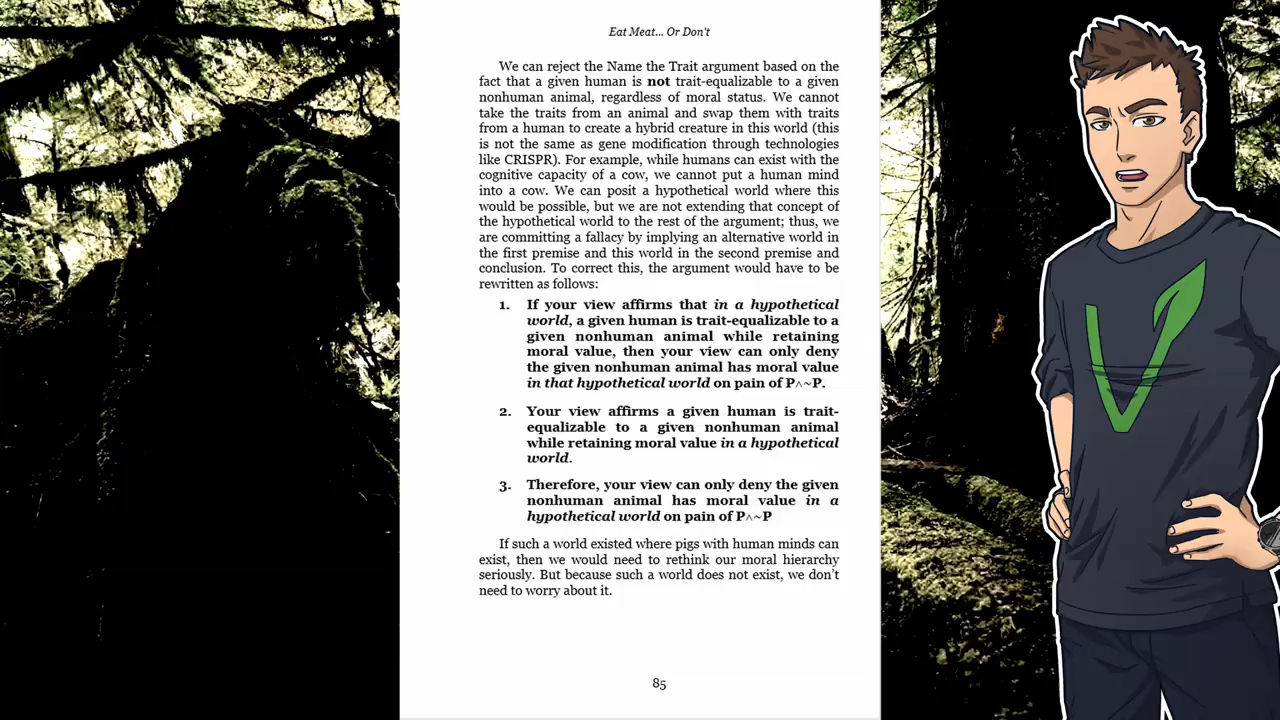 Eat Meat... Or Don't
We can reject the Name the Trait argument based on the
fact that a given human is not trait-equalizable to a given
nonhuman animal, regardless of moral status. We cannot
take the traits from an animal and swap them with traits
from a human to create a hybrid creature in this world (this
is not the same as gene modification through technologies
like CRISPR). For example, while humans can exist with the
cognitive capacity of a cow, we cannot put a human mind
into a cow. We can posit a hypothetical world where this
would be possible, but we are not extending that concept of
the hypothetical world to the rest of the argument; thus, we
are committing a fallacy by implying an alternative world in
the first premise and this world in the second premise and
conclusion. To correct this, the argument would have to be
rewritten as follows:
1. If your view affirms that in a hypothetical
world, a given human is trait-equalizable to a
given nonhuman animal while retaining
moral value, then your view can only deny
the given nonhuman animal has moral value
in that hypothetical world on pain of P∧~P.
2. Your view affirms a given human is trait-
equalizable to a given nonhuman animal
while retaining moral value in a hypothetical
world.
3. Therefore, your view can only deny the given
nonhuman animal has moral value in a
hypothetical world on pain of P∧~P
If such a world existed where pigs with human minds can
exist, then we would need to rethink our moral hierarchy
seriously. But because such a world does not exist, we don't
need to worry about it.
85